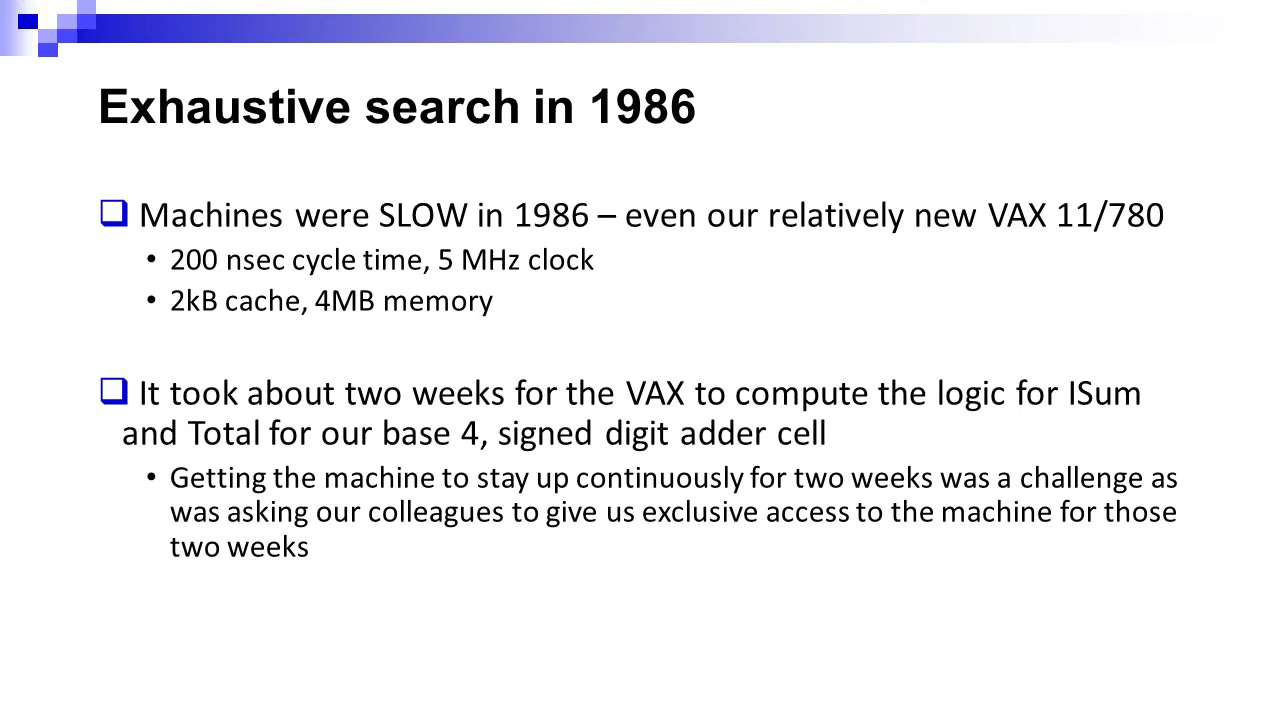 Exhaustive search in 1986
Machines were SLOW in 1986 – even our relatively new VAX 11/780
• 200 nsec cycle time, 5 MHz clock
• 2kB cache, 4MB memory
It took about two weeks for the VAX to compute the logic for ISum
and Total for our base 4, signed digit adder cell
• Getting the machine to stay up continuously for two weeks was a challenge as
was asking our colleagues to give us exclusive access to the machine for those
two weeks